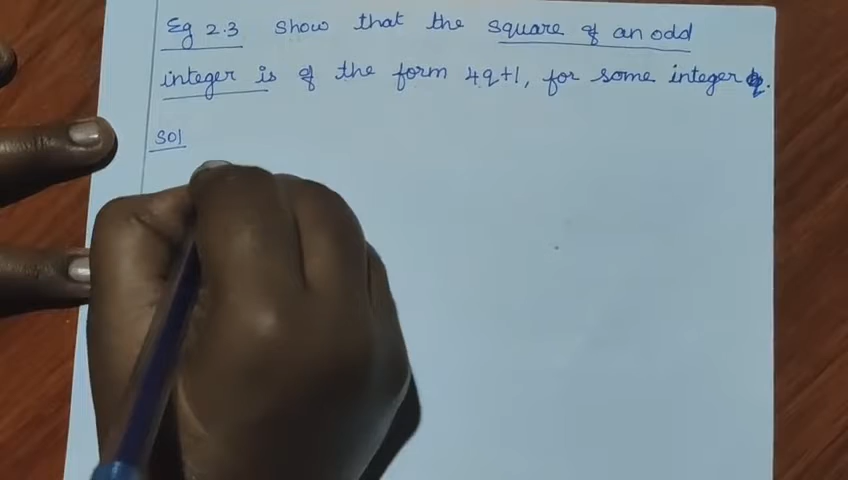 Eg 2.3 Show that the square of an odd
integer is of the form 4q+1, for some integer q.
Sol